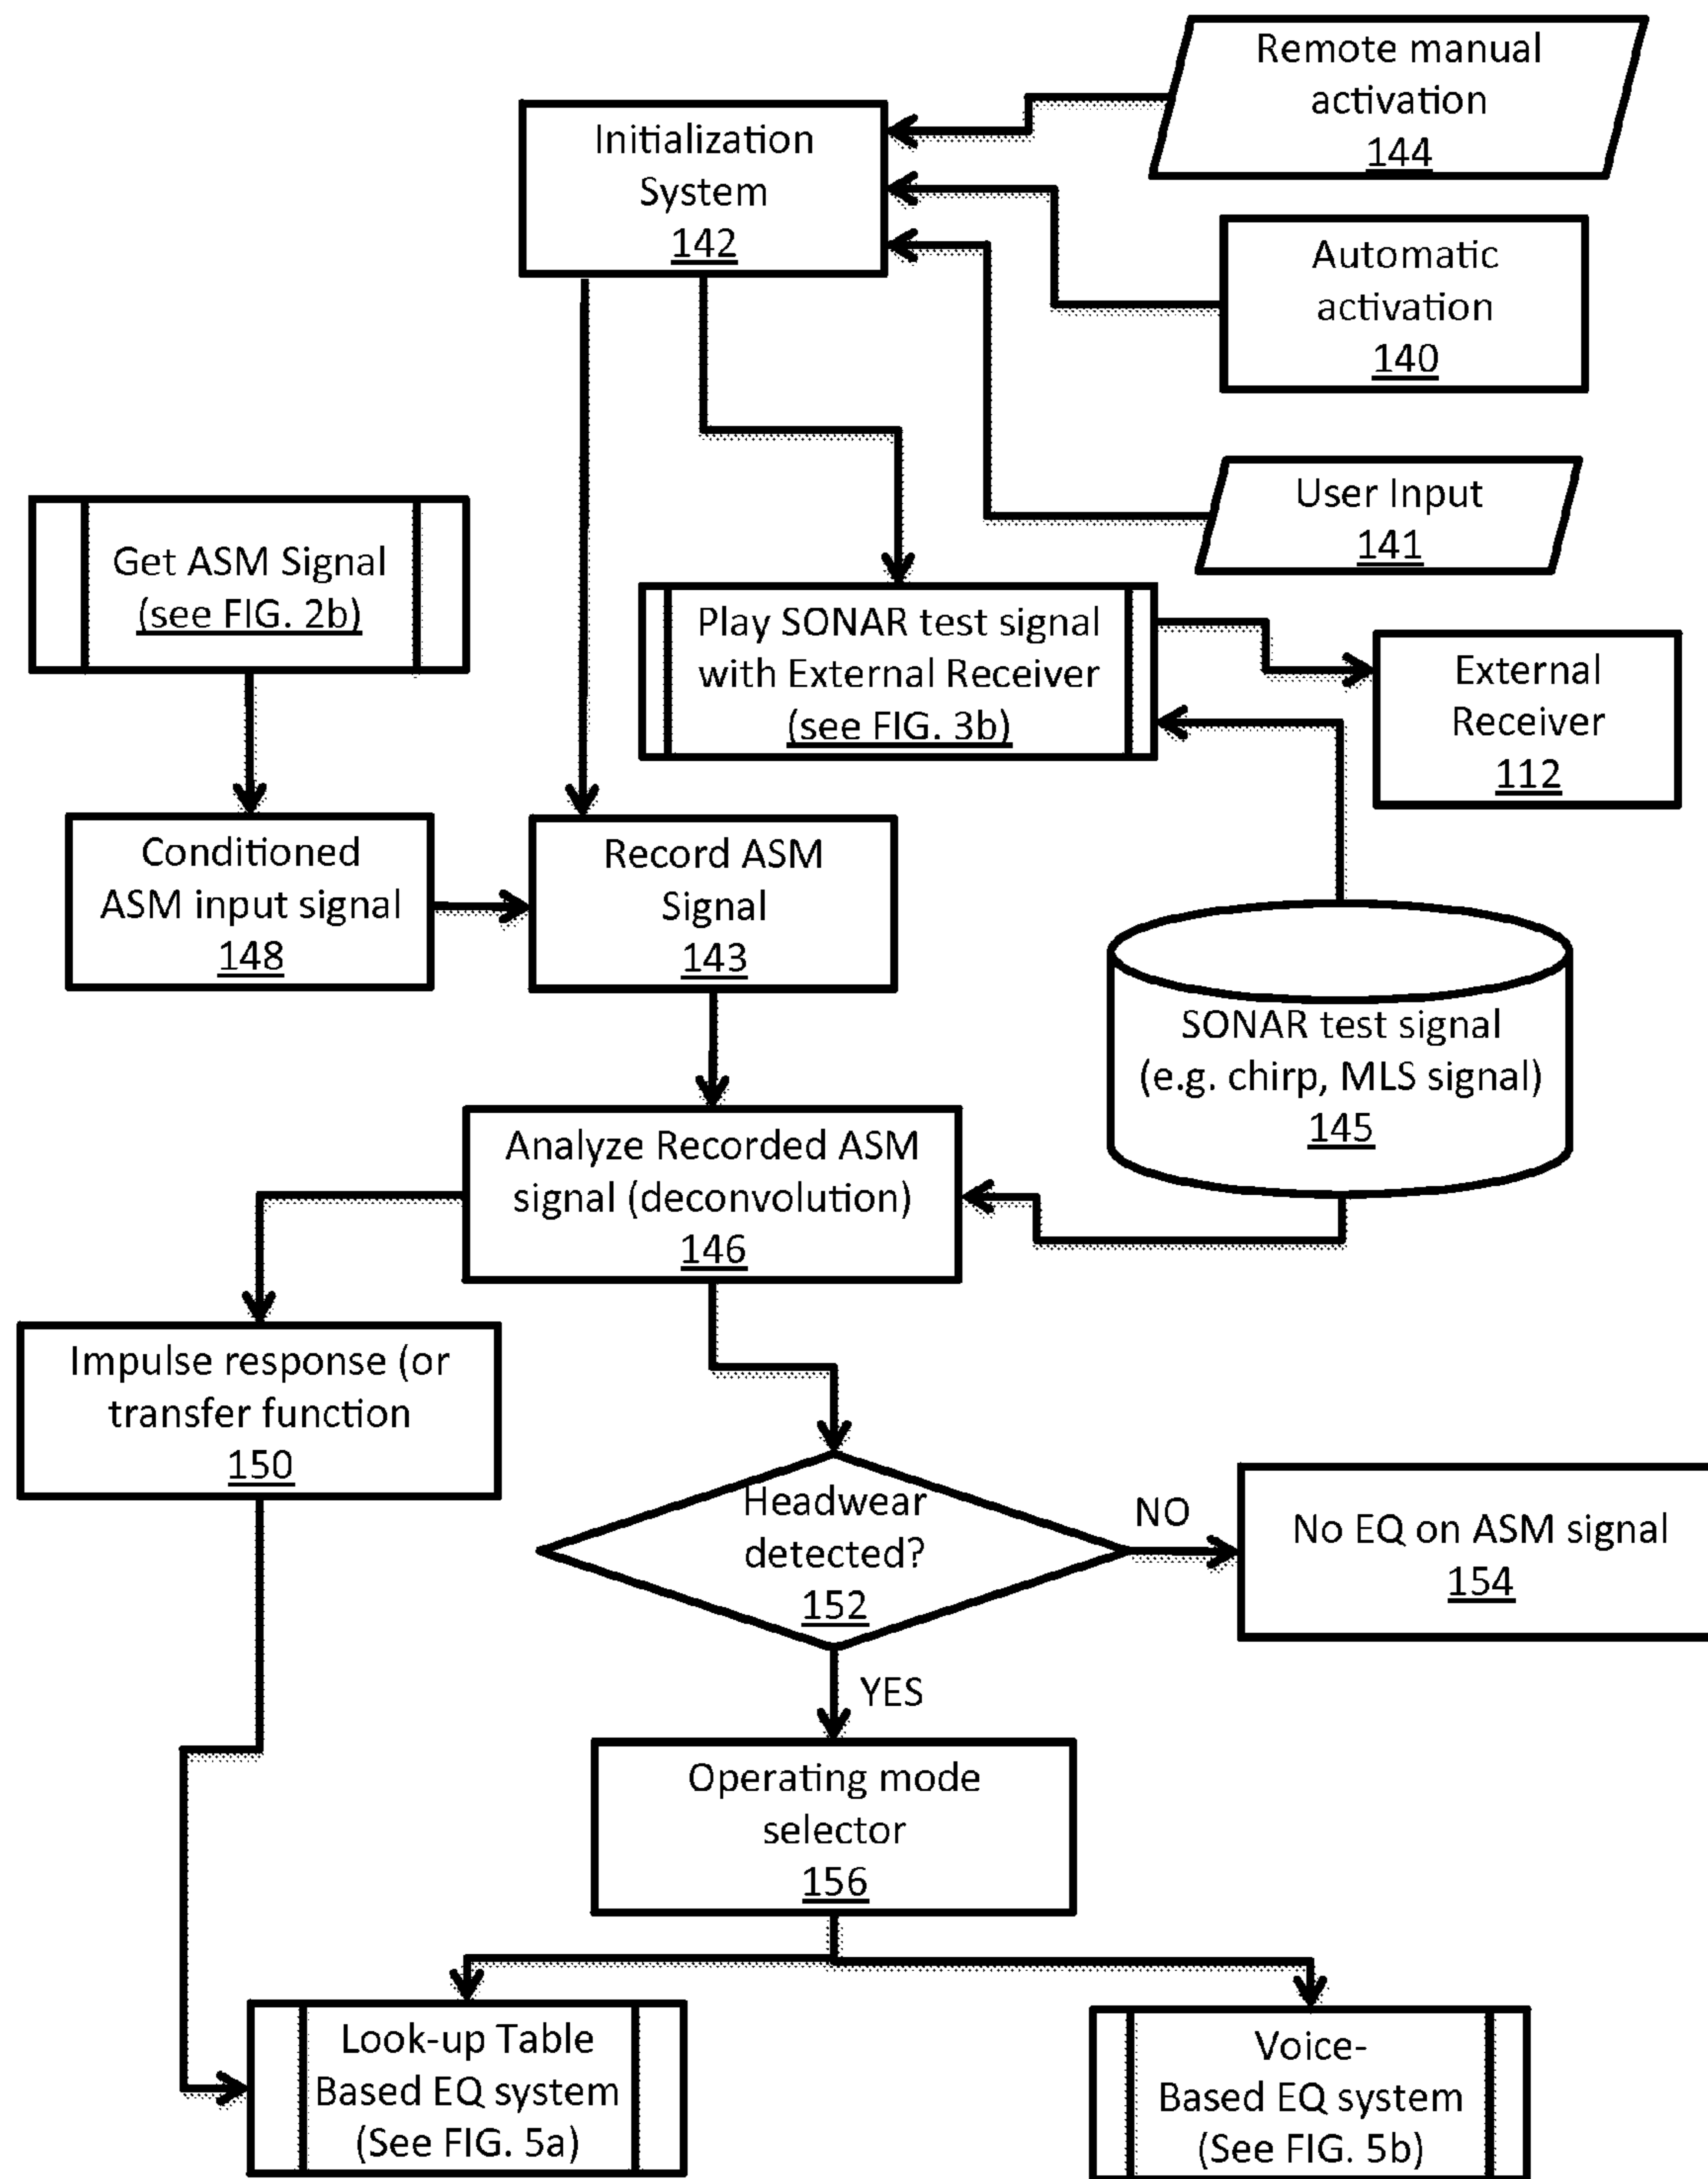 Remote manual
activation
144
Initialization
System
142
Automatic
activation
140
User Input
141
Get ASM Signal
(see FIG. 2b)
Play SONAR test signal
with External Receiver
(see FIG. 3b)
External
Receiver
112
Conditioned
ASM input signal
148
Record ASM
Signal
143
SONAR test signal
(e.g. chirp, MLS signal)
145
Analyze Recorded ASM
signal (deconvolution)
146
Impulse response (or
transfer function
150
Headwear
detected?
152
NO
No EQ on ASM signal
154
YES
Operating mode
selector
156
Look-up Table
Based EQ system
(See FIG. 5a)
Voice-
Based EQ system
(See FIG. 5b)